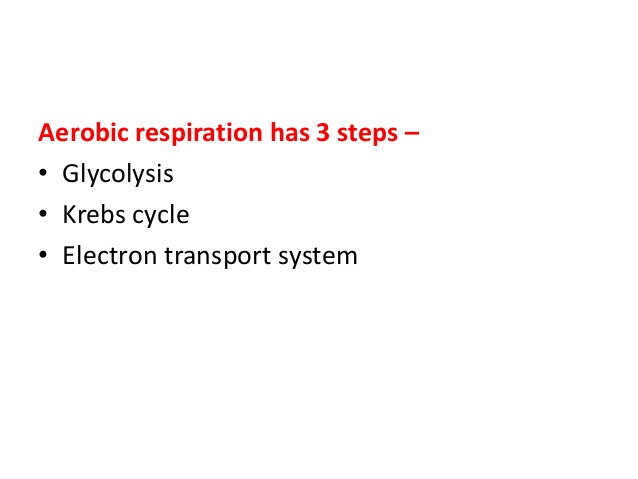 Aerobic respiration has 3 steps –
• Glycolysis
• Krebs cycle
• Electron transport system